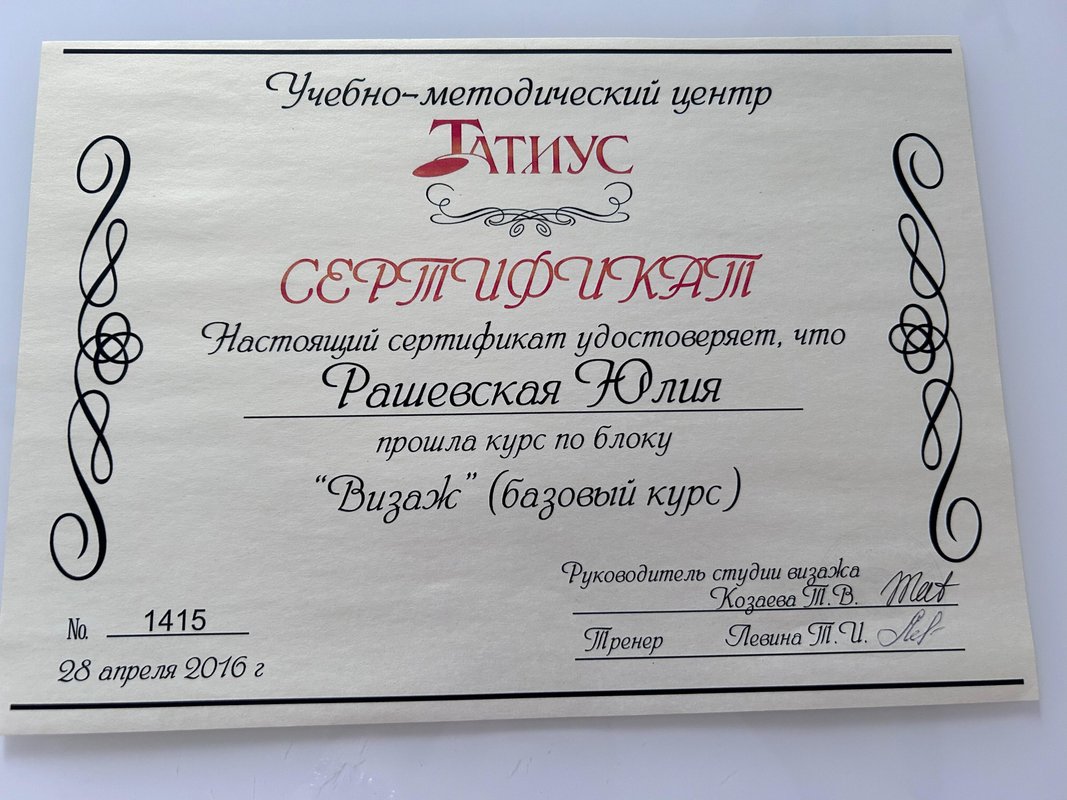 Учебно-методический центр
ТАТИУС
СЕРТИФИКАТ
Настоящий сертификат удостоверяет, что
Рашевская Юлия
прошла курс по блоку
“Визаж” (базовый курс)
Руководитель студии визажа
Козаева Т.В.
Тренер Левина Т.И.
No. 1415
28 апреля 2016 г